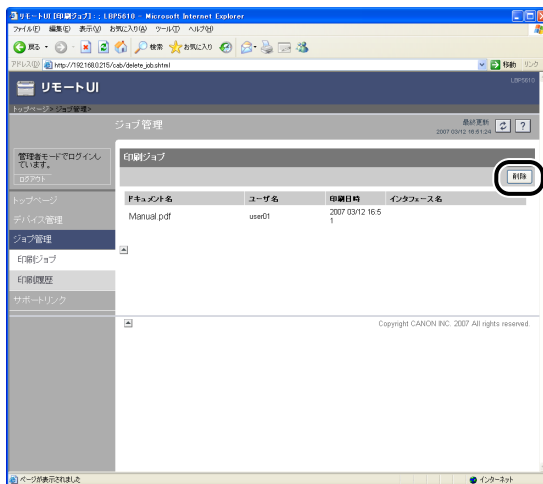 リモートUI [印刷ジョブ] : ; LBP5610 - Microsoft Internet Explorer
ファイル(F) 編集(E) 表示(V) お気に入り(A) ツール(T) ヘルプ(H)
戻る 検索 お気に入り
アドレス(D) http://192.168.0.215/cab/delete_job.shtml 移動 リンク
リモートUI LBP5610
トップページ > ジョブ管理>
ジョブ管理 最終更新
2007 03/12 16:51:24 ?
管理者モードでログインしています。
ログアウト
印刷ジョブ
削除
トップページ
デバイス管理
ジョブ管理
印刷ジョブ
印刷履歴
サポートリンク
ドキュメント名 ユーザ名 印刷日時 インタフェース名
Manual.pdf user01 2007 03/12 16:5
1
Copyright CANON INC. 2007 All rights reserved.
ページが表示されました インターネット